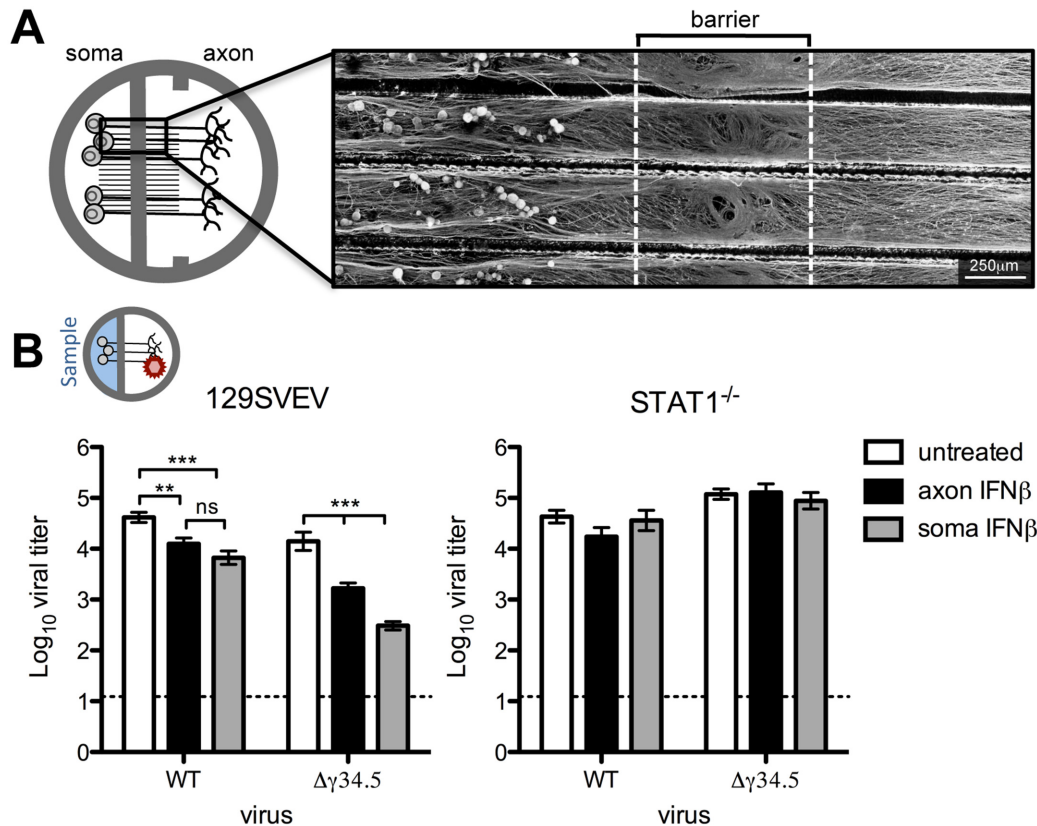 A
soma axon
barrier
250µm
B
Sample
129SVEV
STAT1-/-
Log10 viral titer
6
5
4
3
2
1
0
***
**
ns
***
WT Δγ34.5
virus
Log10 viral titer
6
5
4
3
2
1
0
WT Δγ34.5
virus
untreated
axon IFNβ
soma IFNβ